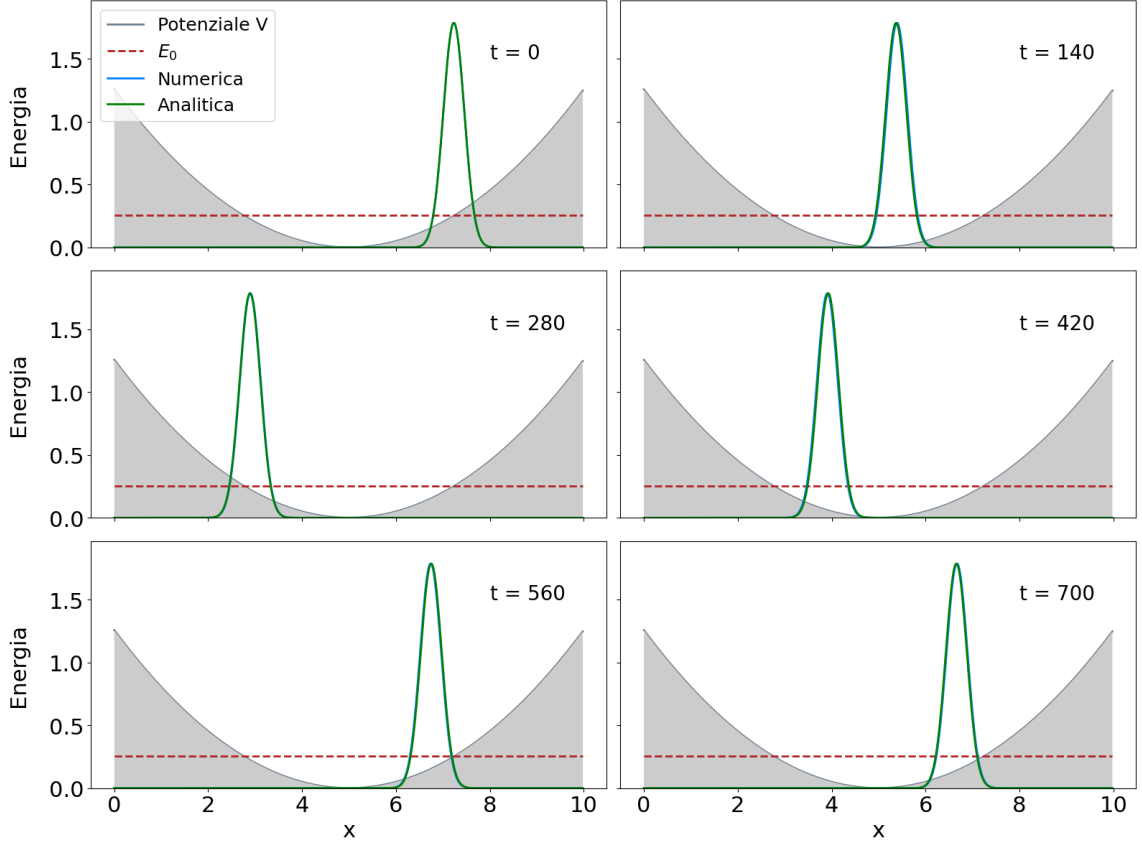 Potenziale V
E₀
Numerica
Analitica
t = 0
t = 140
Energia
0.0
0.5
1.0
1.5
t = 280
t = 420
Energia
0.0
0.5
1.0
1.5
t = 560
t = 700
Energia
0.0
0.5
1.0
1.5
0 2 4 6 8 10
0 2 4 6 8 10
x
x